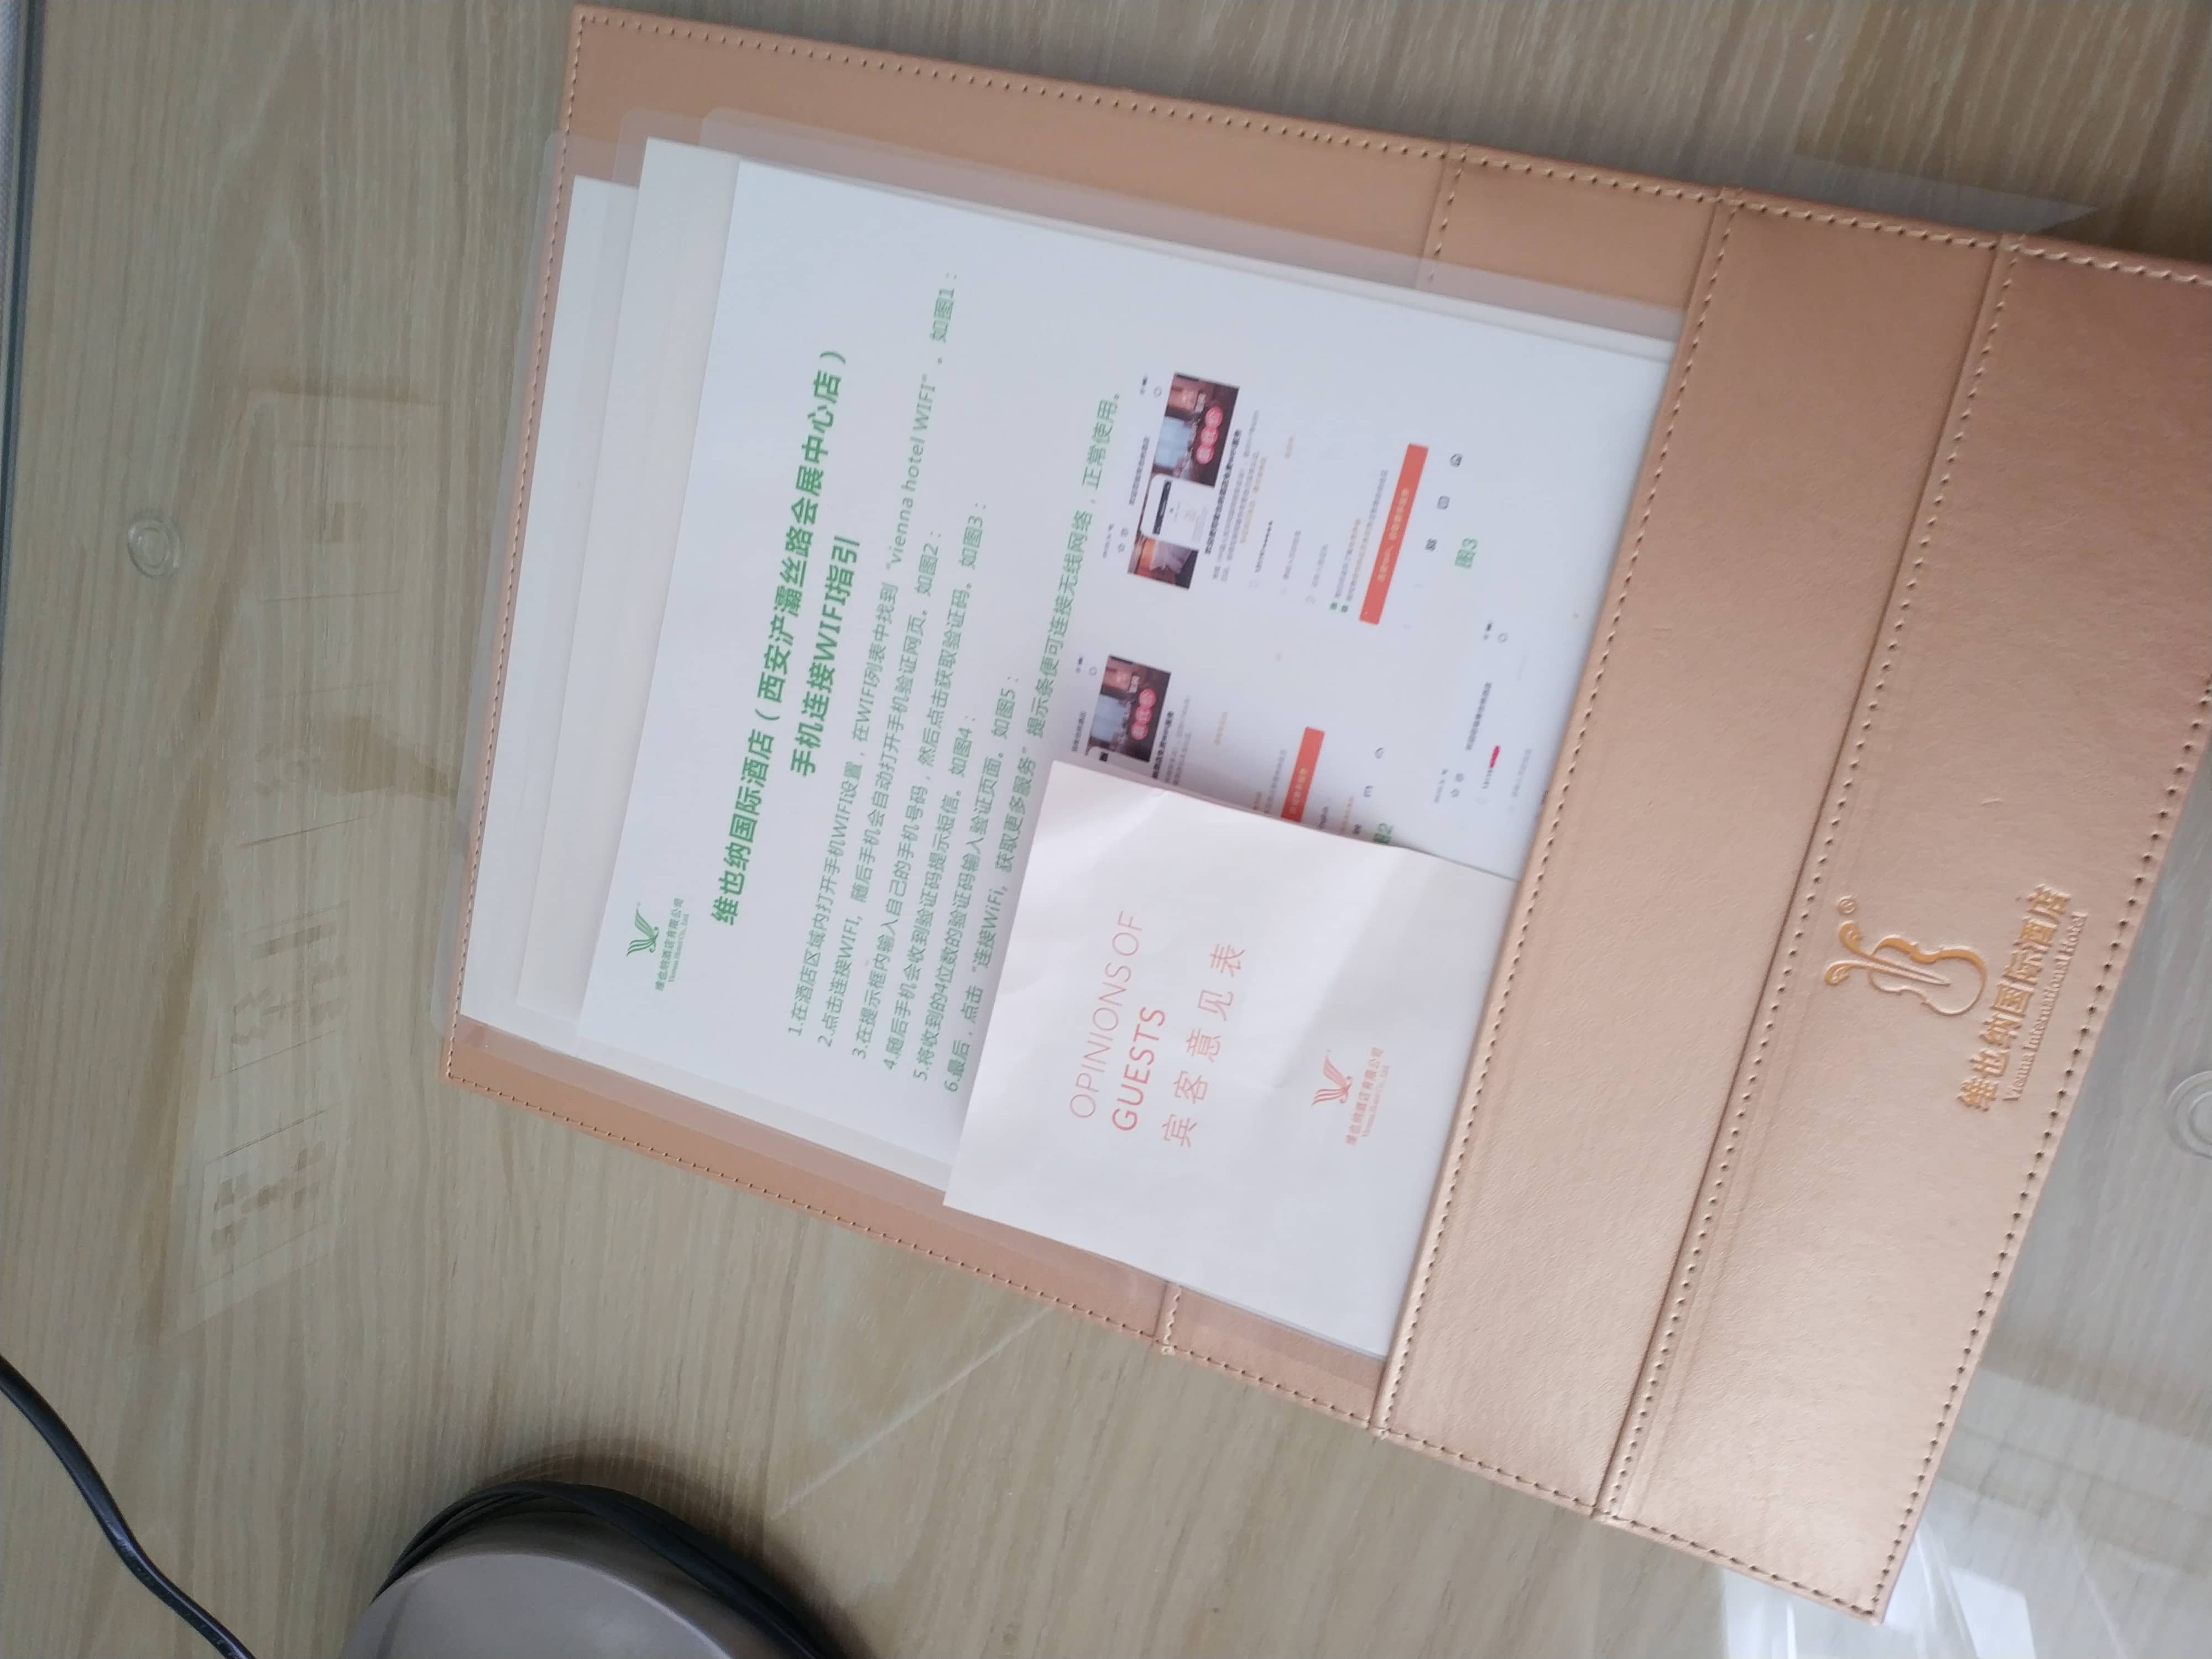 维也纳酒店有限公司
Vienna Hotel Co., Ltd.
维也纳国际酒店（西安浐灞丝路会展中心店）
手机连接WIFI指引
1.在酒店区域内打开手机WIFI设置，在WIFI列表中找到“vienna hotel WIFI”。如图1：
2.点击连接WIFI，随后手机会自动打开手机验证网页。如图2：
3.在提示框内输入自己的手机号码，然后点击获取验证码。如图3：
4.随后手机会收到验证码提示短信。如图4：
5.将收到的4位数的验证码输入验证页面。如图5：
6.最后，点击“连接WiFi，获取更多服务”提示条便可连接无线网络，正常使用。
图2
图3
OPINIONS OF
GUESTS
宾客意见表
维也纳酒店有限公司
Vienna Hotel Co., Ltd.
维也纳国际酒店
Vienna International Hotel